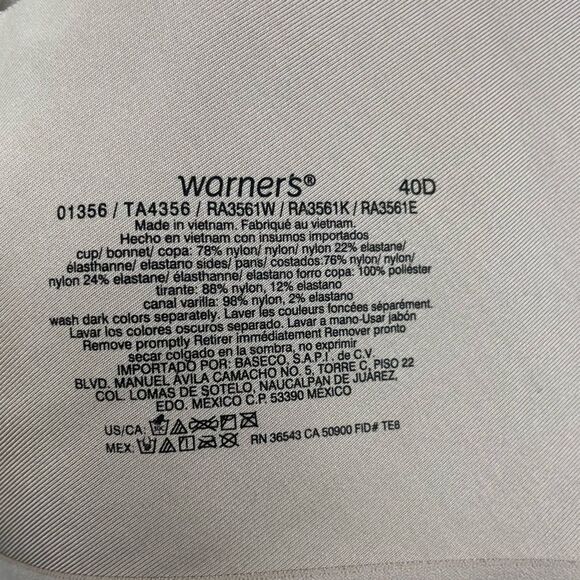 warner's® 40D
01356 / TA4356 / RA3561W / RA3561K / RA3561E
Made in vietnam. Fabriqué au vietnam.
Hecho en vietnam con insumos importados
cup/ bonnet/ copa: 78% nylon/ nylon/ nylon 22% elastane/
élasthanne/ elastano sides/ pans/ costados:76% nylon/ nylon/
nylon 24% elastane/ élasthanne/ elastano forro copa: 100% poliéster
tirante: 88% nylon, 12% elastano
canal varilla: 98% nylon, 2% elastano
wash dark colors separately. Laver les couleurs foncées séparément.
Lavar los colores oscuros separado. Lavar a mano-Usar jabón
Remove promptly Retirer immédiatement Remover pronto
secar colgado en la sombra, no exprimir
IMPORTADO POR: BASECO, S.A.P.I. de C.V.
BLVD. MANUEL ÁVILA CAMACHO NO. 5, TORRE C, PISO 22
COL. LOMAS DE SOTELO, NAUCALPAN DE JUÁREZ,
EDO. MÉXICO C.P. 53390 MÉXICO
US/CA:
MEX: RN 36543 CA 50900 FID# TE8